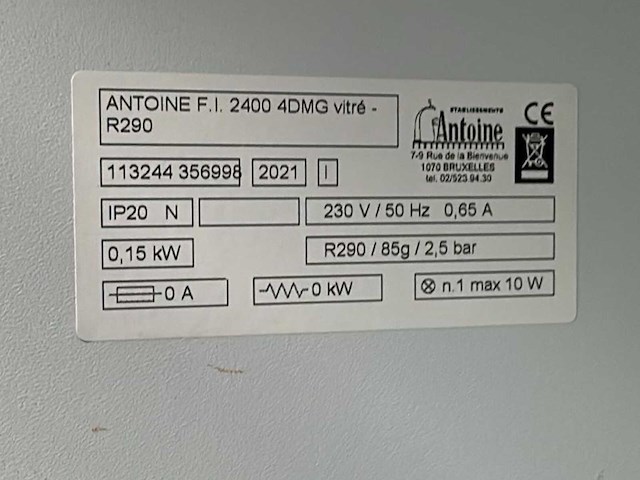 ANTOINE F.I. 2400 4DMG vitré -
R290
ETABLISSEMENTS
Antoine
7-9 Rue de la Bienvenue
1070 BRUXELLES
tel. 02/523 94.30
CE
113244 356998 2021 I
IP20 N
230 V / 50 Hz 0,65 A
0,15 kW
R290 / 85g / 2,5 bar
0 A
0 kW
n.1 max 10 W